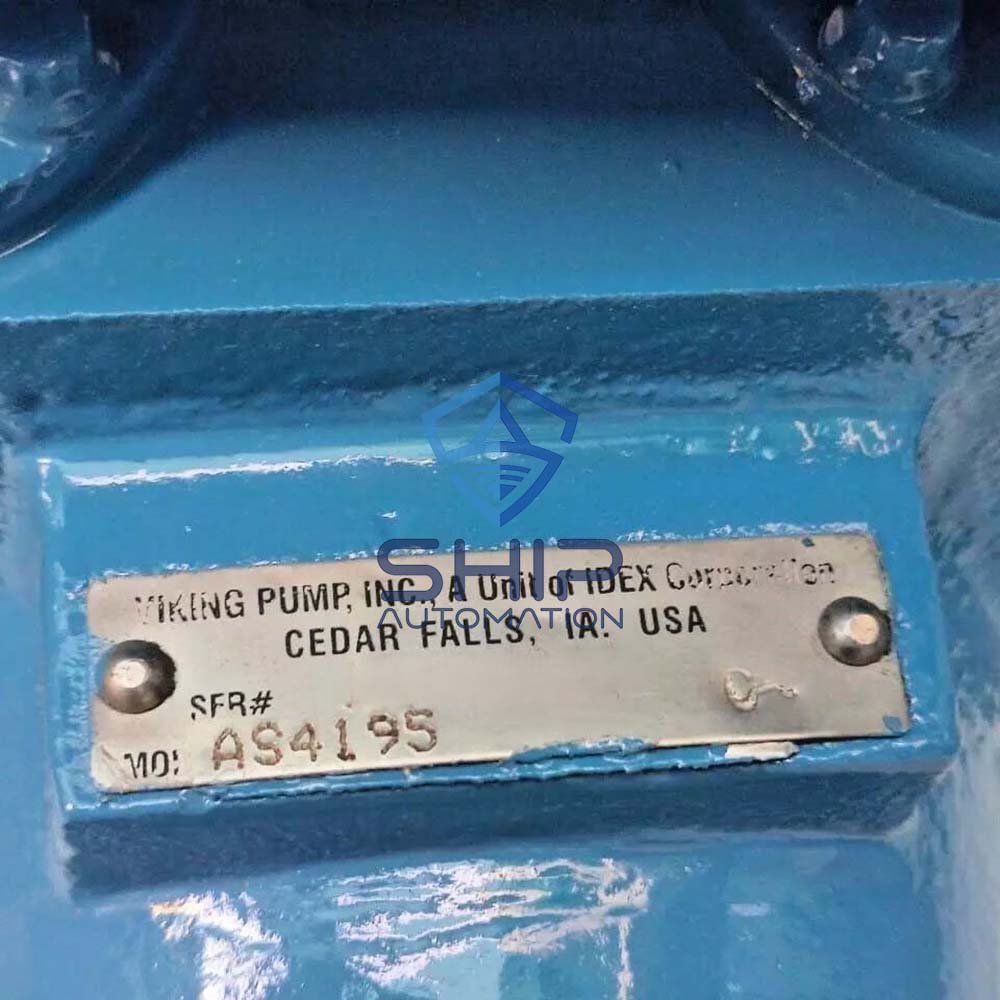 VIKING PUMP, INC., A Unit of IDEX Corporation
CEDAR FALLS, IA. USA
SER#
MO: AS4195
SHIP
AUTOMATION